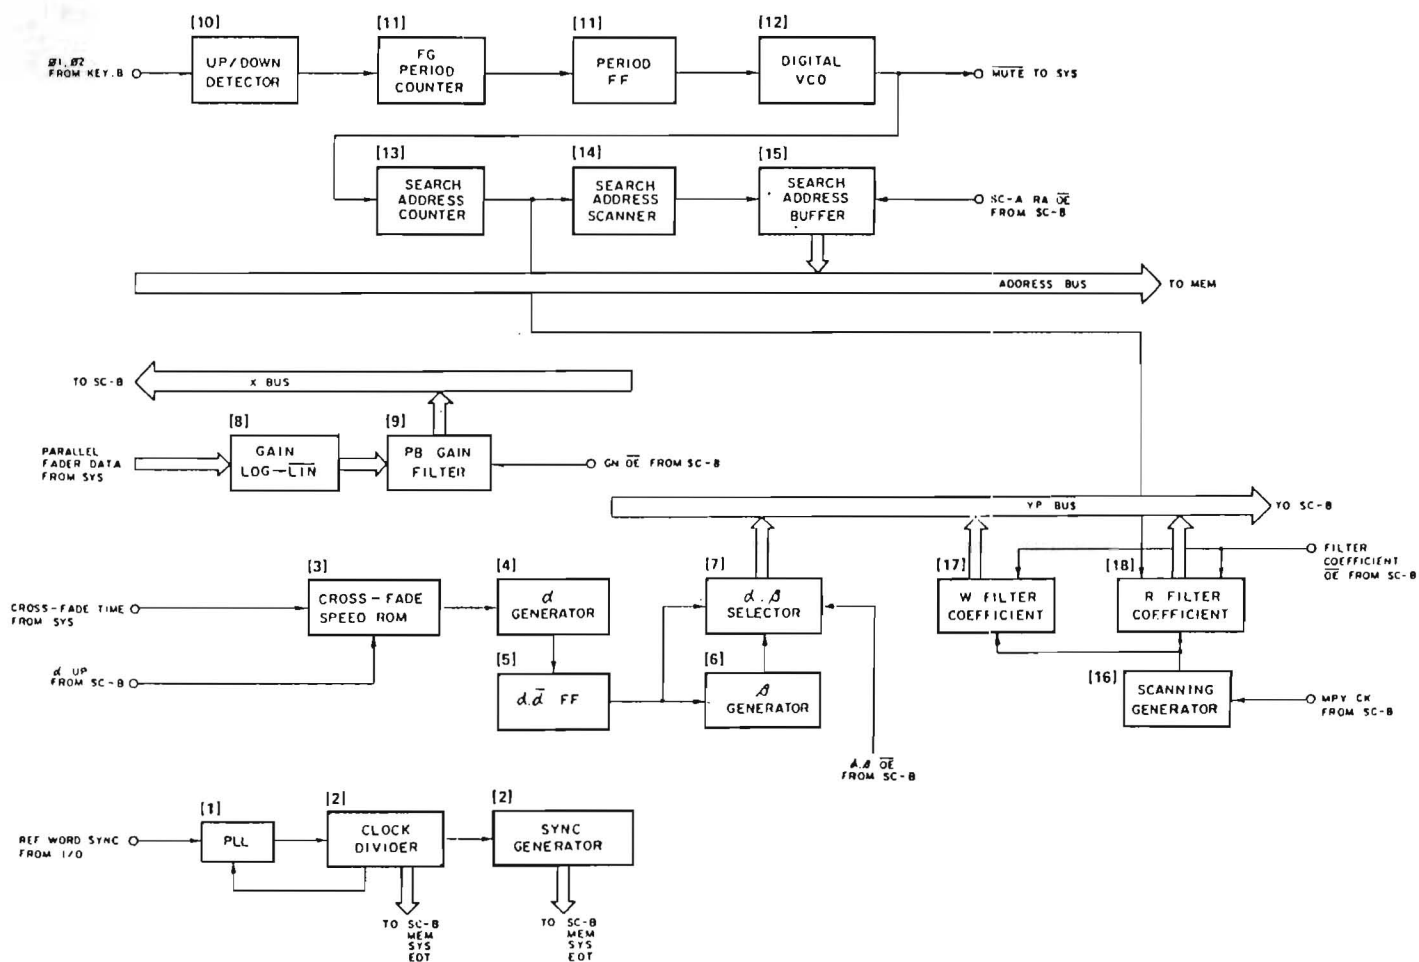 [10]
[11]
[11]
[12]
Ø1, Ø2
FROM KEY.B
UP/DOWN
DETECTOR
FG
PERIOD
COUNTER
PERIOD
FF
DIGITAL
VCO
MUTE TO SYS
[13]
[14]
[15]
SEARCH
ADDRESS
COUNTER
SEARCH
ADDRESS
SCANNER
SEARCH
ADDRESS
BUFFER
SC-A RA OE
FROM SC-B
ADDRESS BUS
TO MEM
TO SC-B
X BUS
[8]
[9]
PARALLEL
FADER DATA
FROM SYS
GAIN
LOG→LIN
PB GAIN
FILTER
GN OE FROM SC-B
YP BUS
TO SC-B
[3]
[4]
[7]
[17]
[18]
FILTER
COEFFICIENT
OE FROM SC-B
CROSS-FADE TIME
FROM SYS
CROSS-FADE
SPEED ROM
α
GENERATOR
α.β
SELECTOR
W FILTER
COEFFICIENT
R FILTER
COEFFICIENT
α UP
FROM SC-B
[5]
[6]
[16]
α.α̅ FF
β
GENERATOR
SCANNING
GENERATOR
MPY CK
FROM SC-B
α.β OE
FROM SC-B
[1]
[2]
[2]
REF WORD SYNC
FROM I/O
PLL
CLOCK
DIVIDER
SYNC
GENERATOR
TO SC-B
MEM
SYS
EDT
TO SC-B
MEM
SYS
EDT